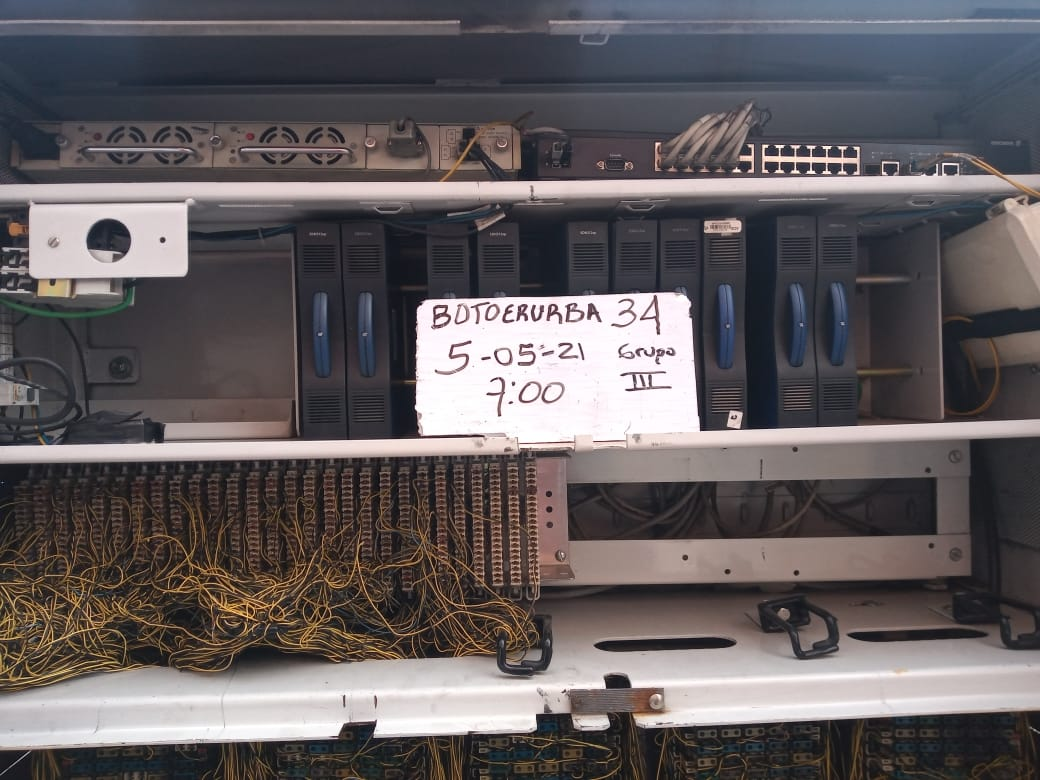 BOTOERURBA 34
5-05-21 Grupo
7:00 III